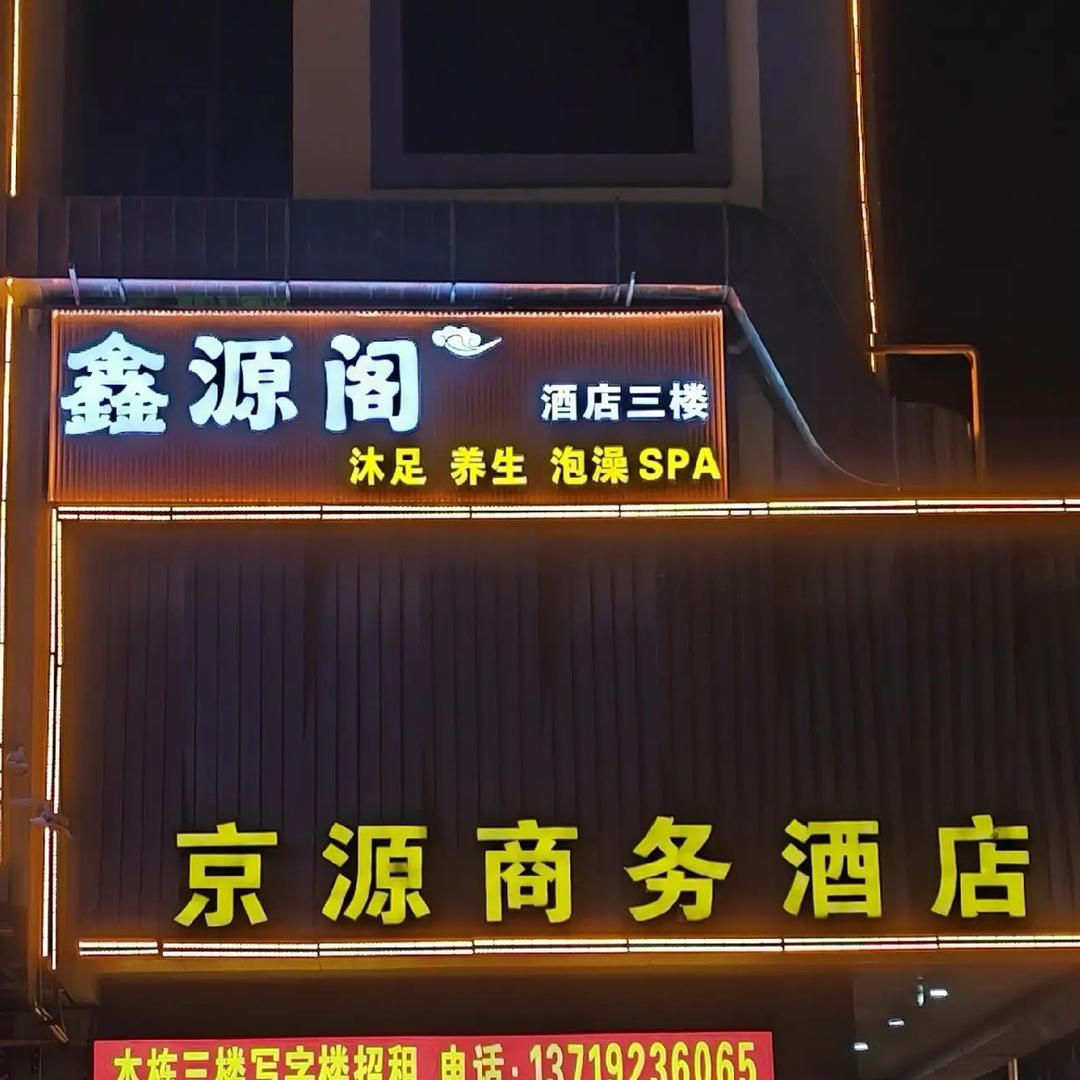 鑫源阁
酒店三楼
沐足 养生 泡澡SPA
京源商务酒店
本栋三楼写字楼招租 电话:13719236065